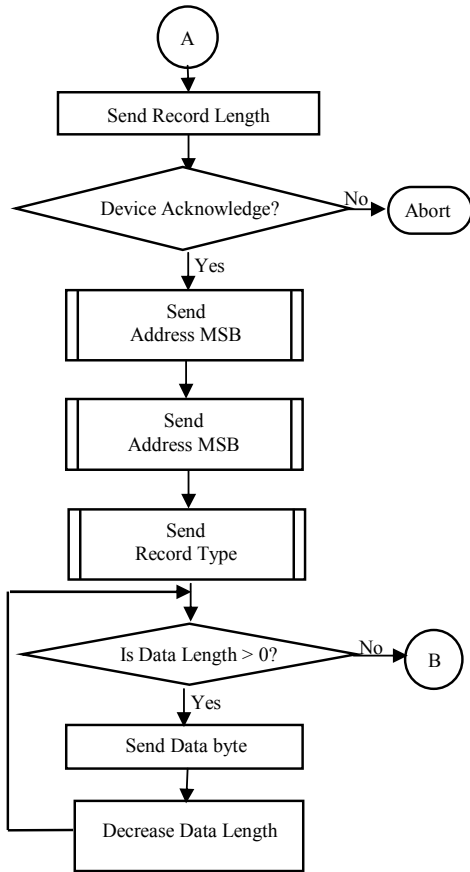 A
Send Record Length
Device Acknowledge?
No
Abort
Yes
Send
Address MSB
Send
Address MSB
Send
Record Type
Is Data Length > 0?
No
B
Yes
Send Data byte
Decrease Data Length